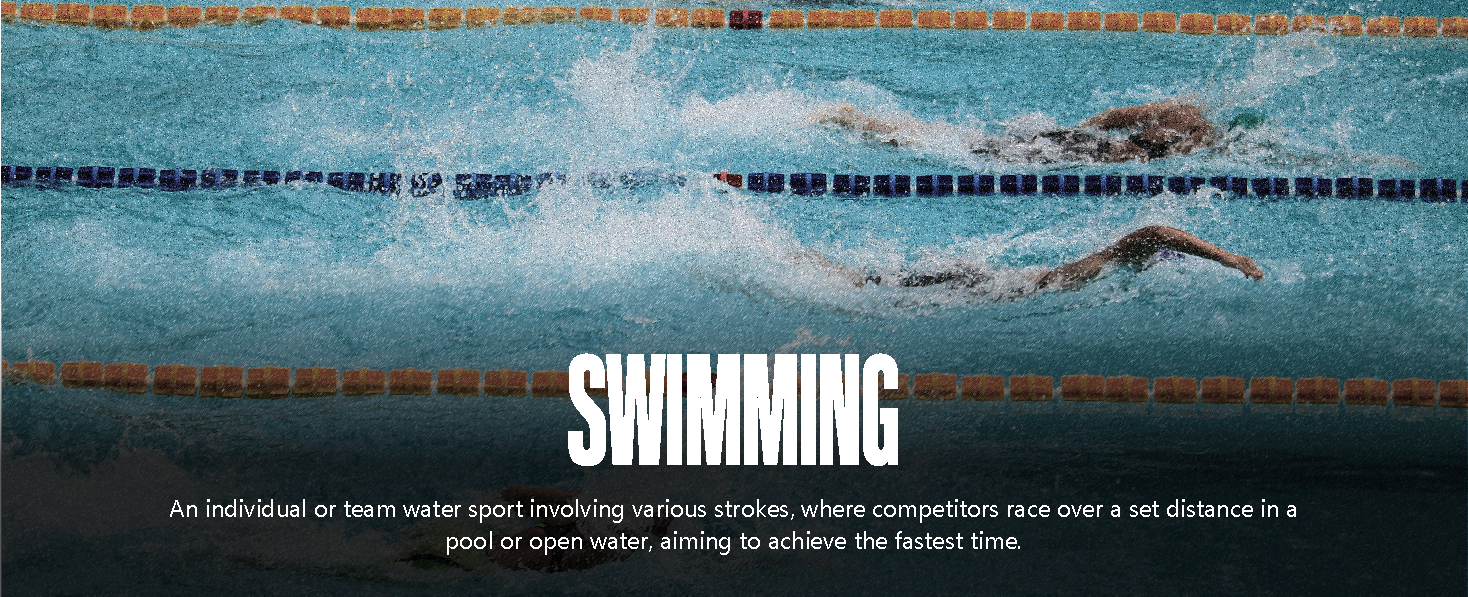 SWIMMING
An individual or team water sport involving various strokes, where competitors race over a set distance in a
pool or open water, aiming to achieve the fastest time.